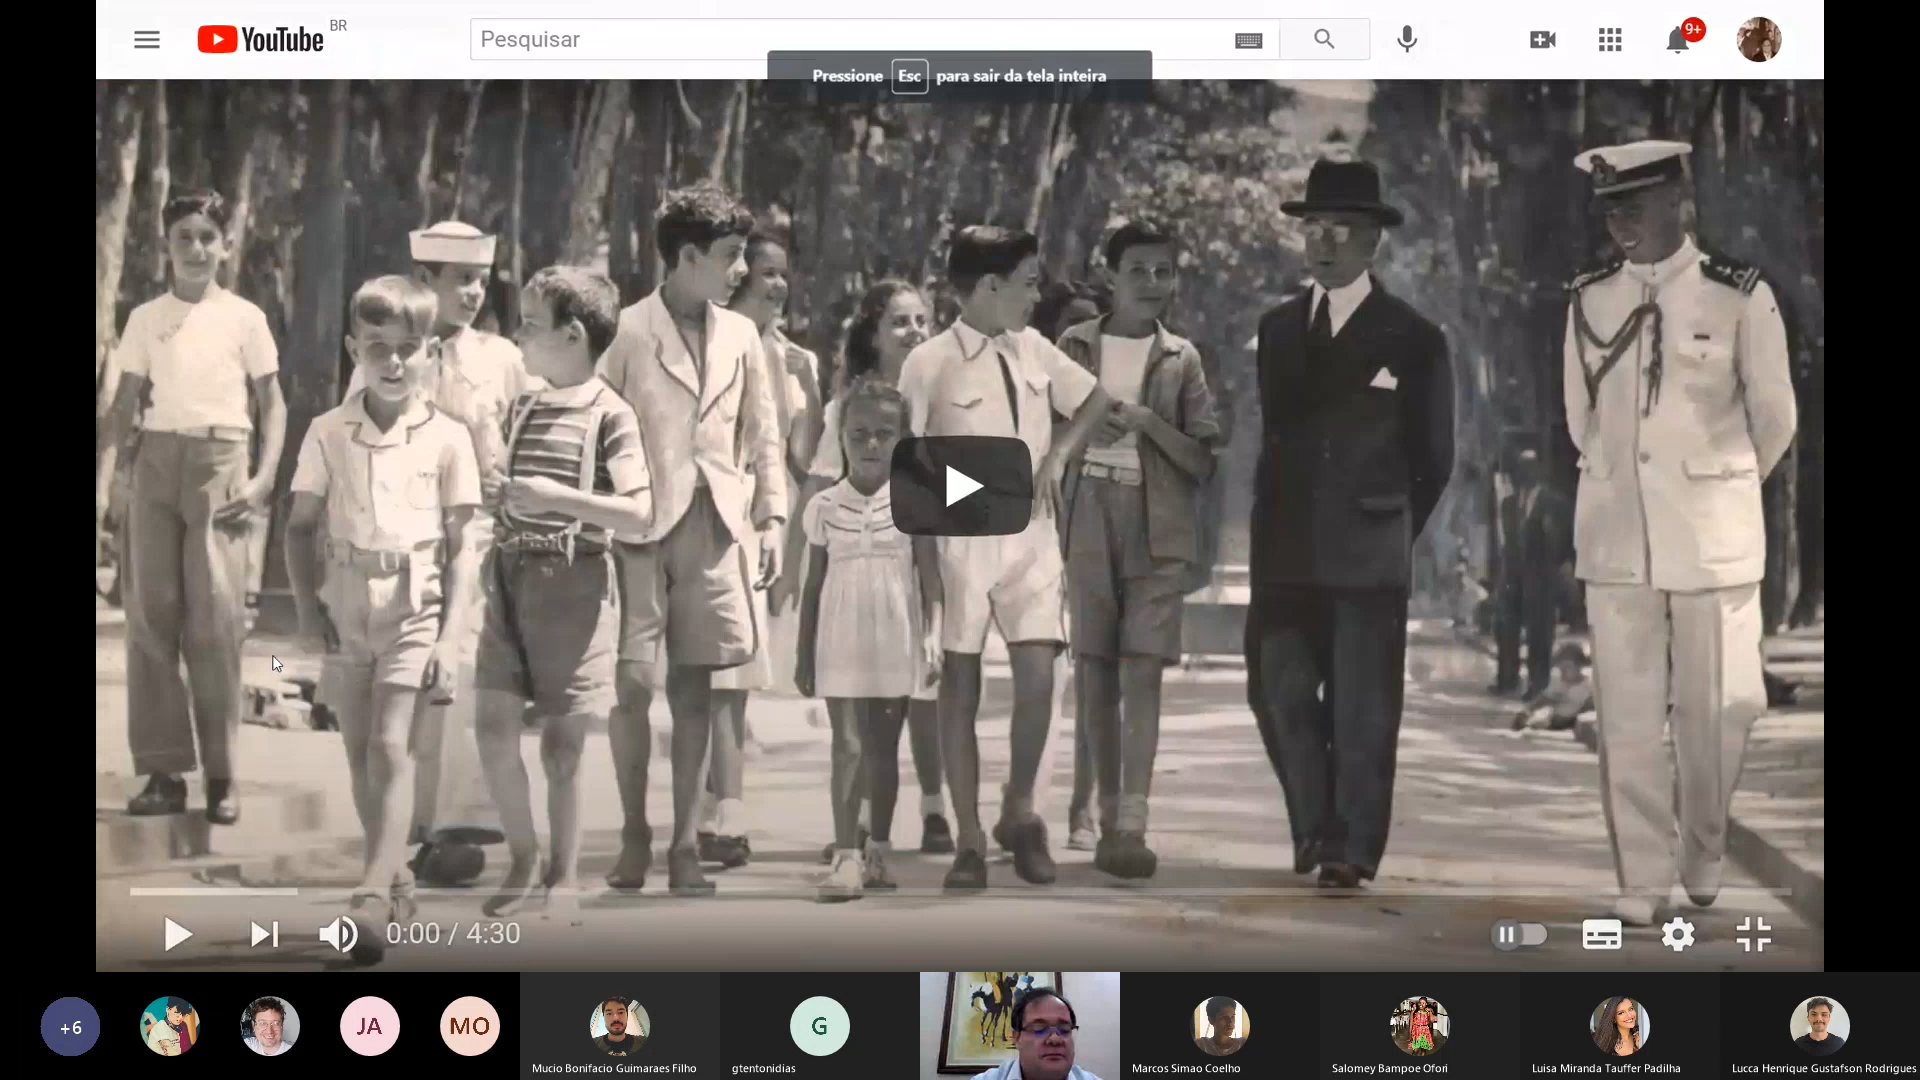 YouTube BR
Pesquisar
9+
Pressione Esc para sair da tela inteira
0:00 / 4:30
+6
JA
MO
G
Mucio Bonifacio Guimaraes Filho
gtentonidias
Marcos Simao Coelho
Salomey Bampoe Ofori
Luisa Miranda Tauffer Padilha
Lucca Henrique Gustafson Rodrigues